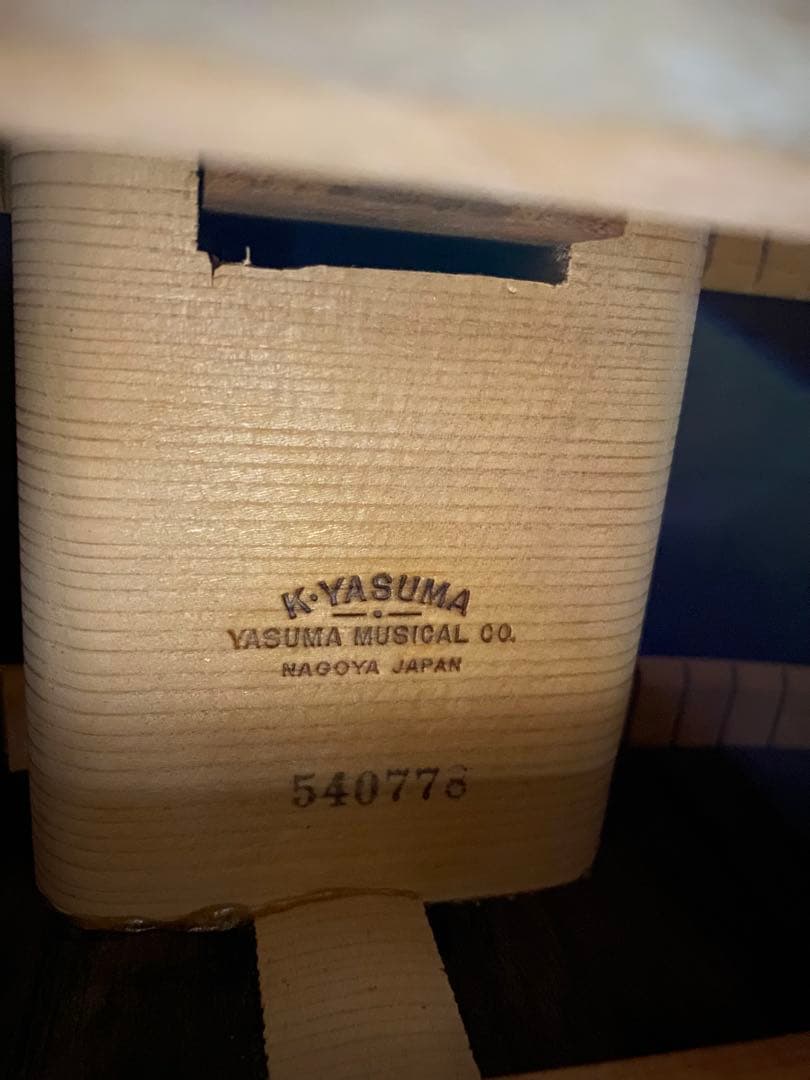 K·YASUMA
YASUMA MUSICAL CO.
NAGOYA JAPAN
540778